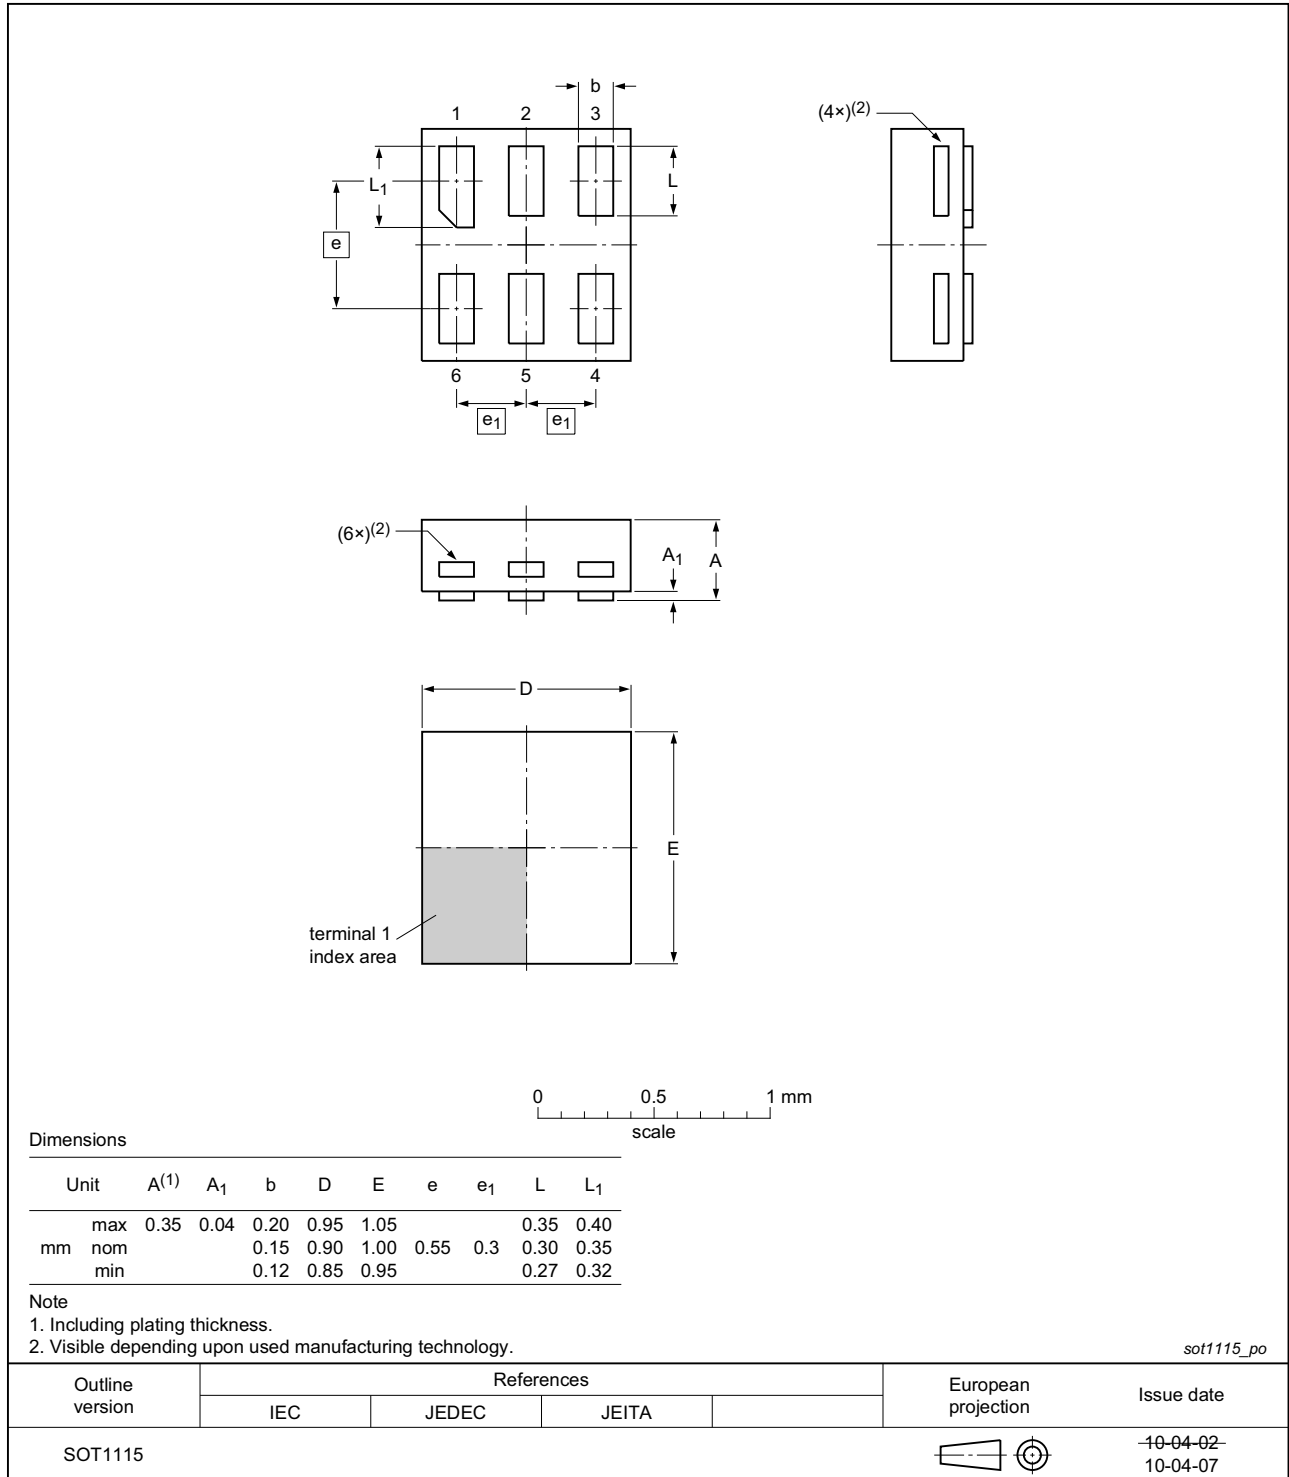 b
1 2 3
(4×)(2)
L1
L
e
6 5 4
e1 e1
(6×)(2)
A1 A
D
E
terminal 1
index area
0 0.5 1 mm
scale
Dimensions
Unit A(1) A1 b D E e e1 L L1
max 0.35 0.04 0.20 0.95 1.05 0.35 0.40
mm nom 0.15 0.90 1.00 0.55 0.3 0.30 0.35
min 0.12 0.85 0.95 0.27 0.32
Note
1. Including plating thickness.
2. Visible depending upon used manufacturing technology.
sot1115_po
Outline version References European projection Issue date
IEC JEDEC JEITA
SOT1115 10-04-02
10-04-07